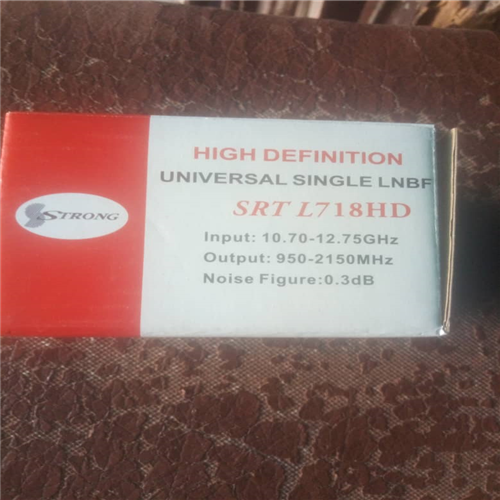 STRONG
HIGH DEFINITION
UNIVERSAL SINGLE LNBF
SRT L718HD
Input: 10.70-12.75GHz
Output: 950-2150MHz
Noise Figure:0.3dB